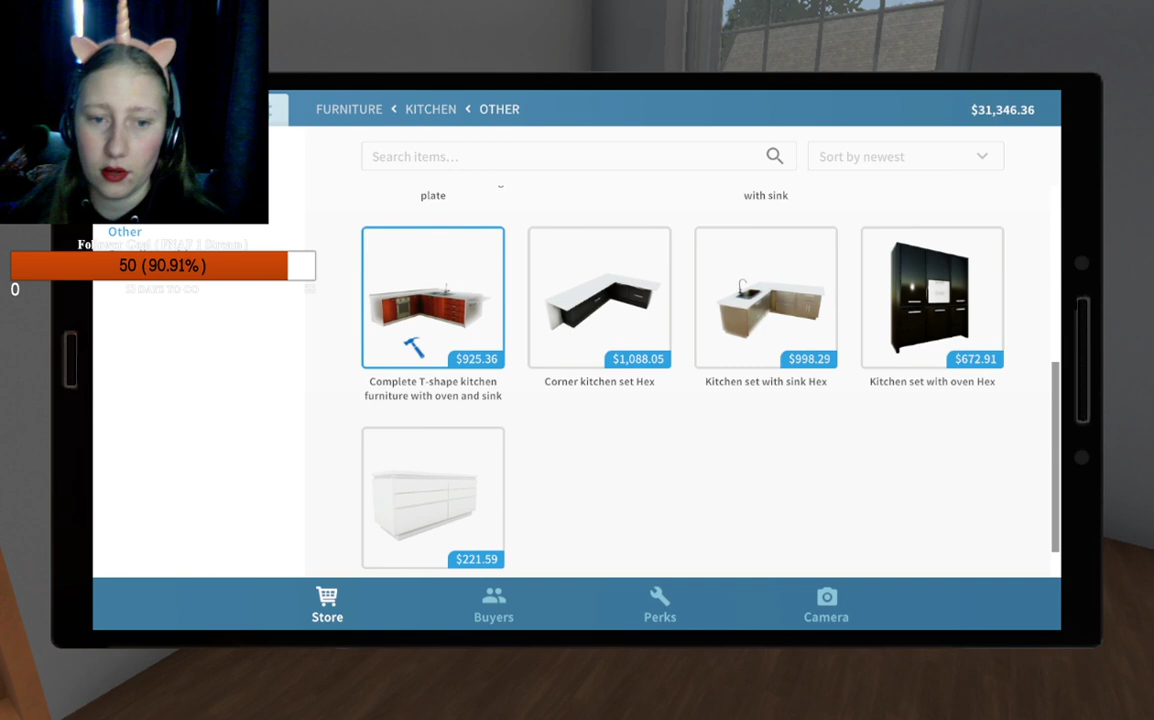 FURNITURE < KITCHEN < OTHER
$31,346.36
Search items...
Sort by newest
plate
with sink
Other
50 (90.91%)
0
$925.36
$1,088.05
$998.29
$672.91
Complete T-shape kitchen
furniture with oven and sink
Corner kitchen set Hex
Kitchen set with sink Hex
Kitchen set with oven Hex
$221.59
Store
Buyers
Perks
Camera